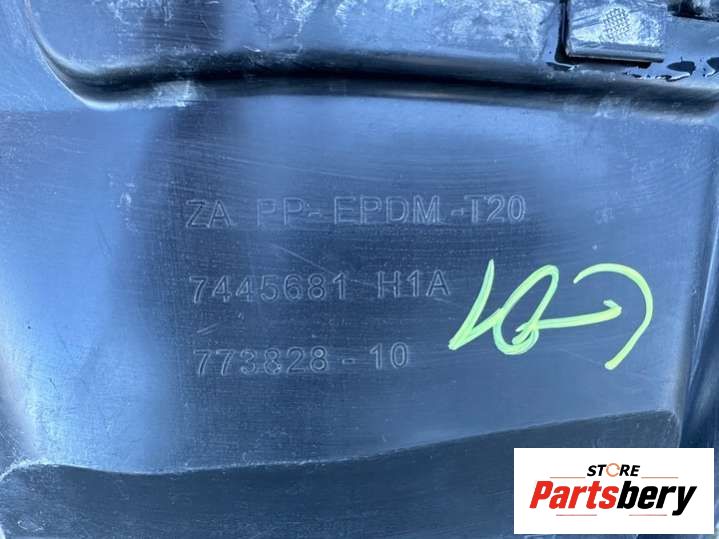 ZA PP-EPDM-T20
7445681 H1A
773828-10
STORE
Partsbery